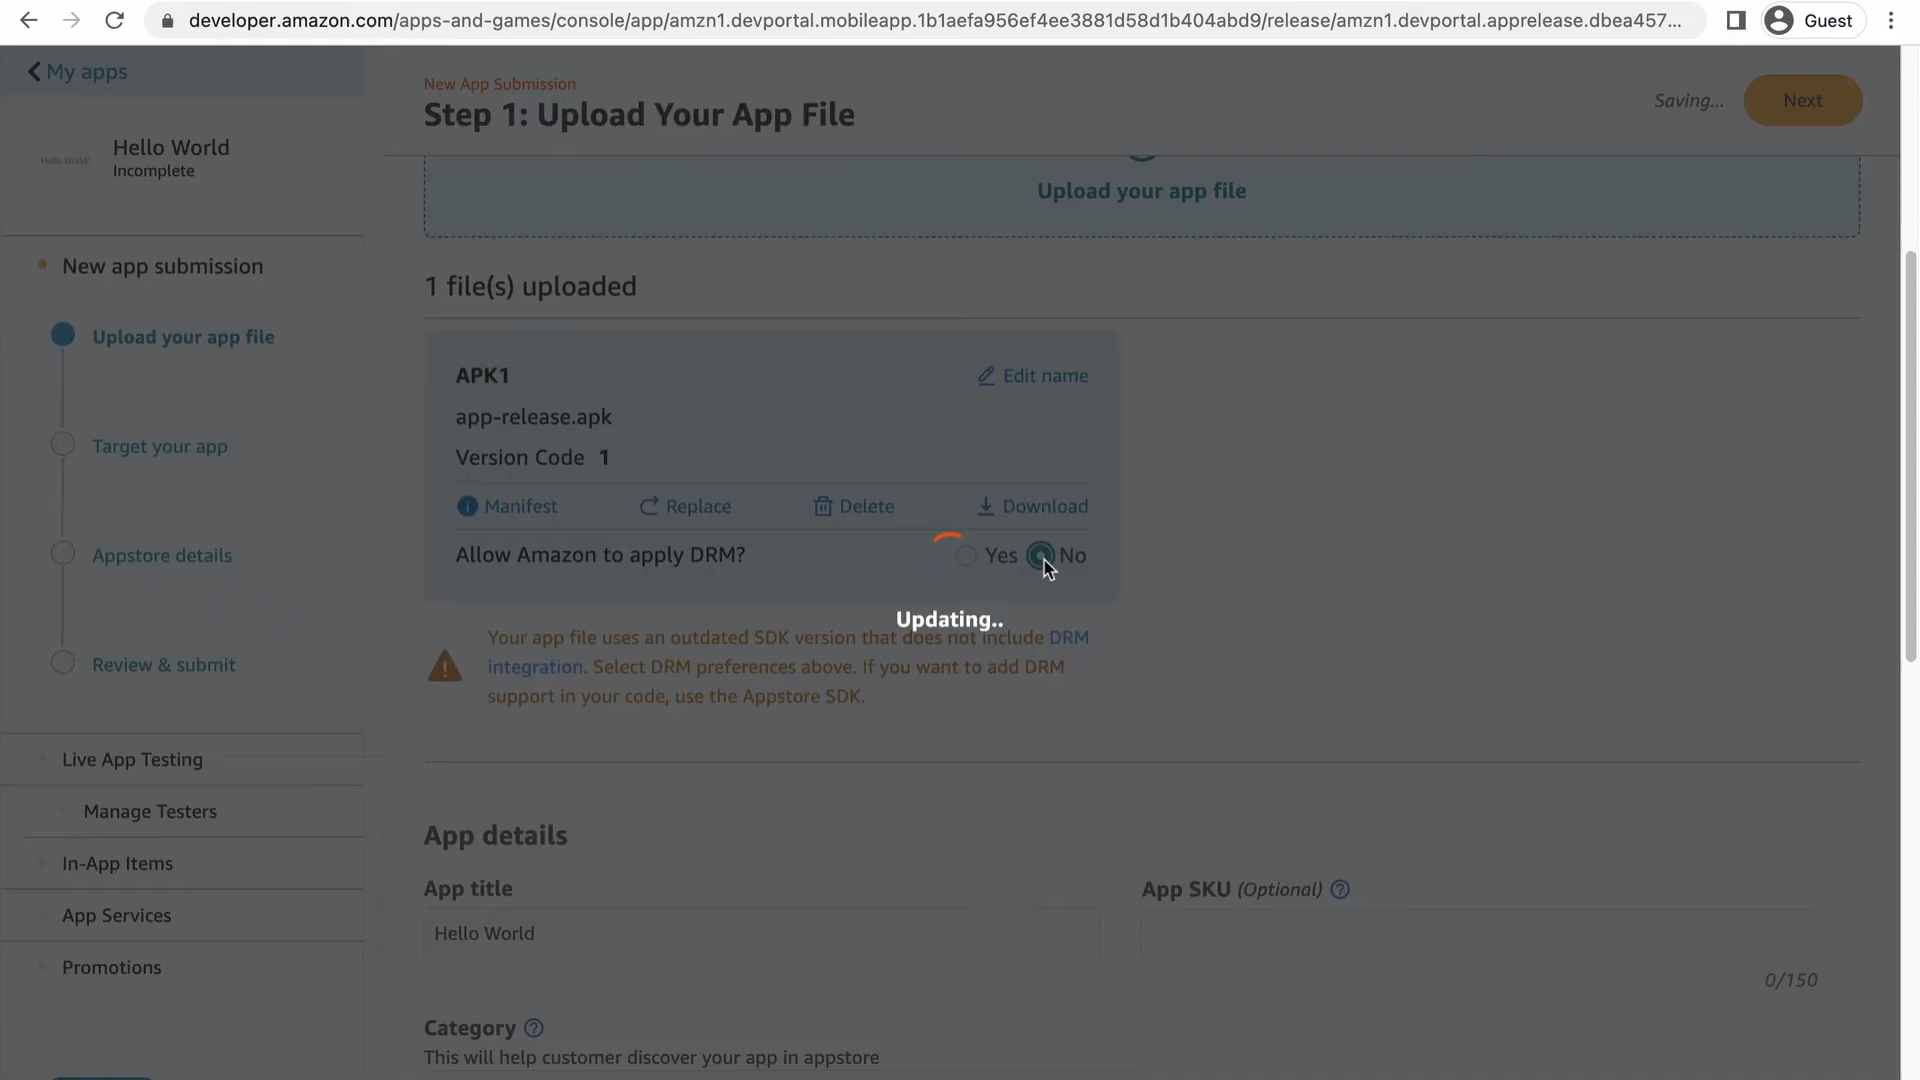 developer.amazon.com/apps-and-games/console/app/amzn1.devportal.mobileapp.1b1aefa956ef4ee3881d58d1b404abd9/release/amzn1.devportal.apprelease.dbea457...
Guest
My apps
Hello World!
Hello World
Incomplete
New app submission
Upload your app file
Target your app
Appstore details
Review & submit
Live App Testing
Manage Testers
In-App Items
App Services
Promotions
New App Submission
Step 1: Upload Your App File
Saving...
Next
Upload your app file
1 file(s) uploaded
APK1
Edit name
app-release.apk
Version Code 1
Manifest
Replace
Delete
Download
Allow Amazon to apply DRM?
Yes
No
Updating..
Your app file uses an outdated SDK version that does not include DRM
integration. Select DRM preferences above. If you want to add DRM
support in your code, use the Appstore SDK.
App details
App title
Hello World
App SKU (Optional)
0/150
Category
This will help customer discover your app in appstore